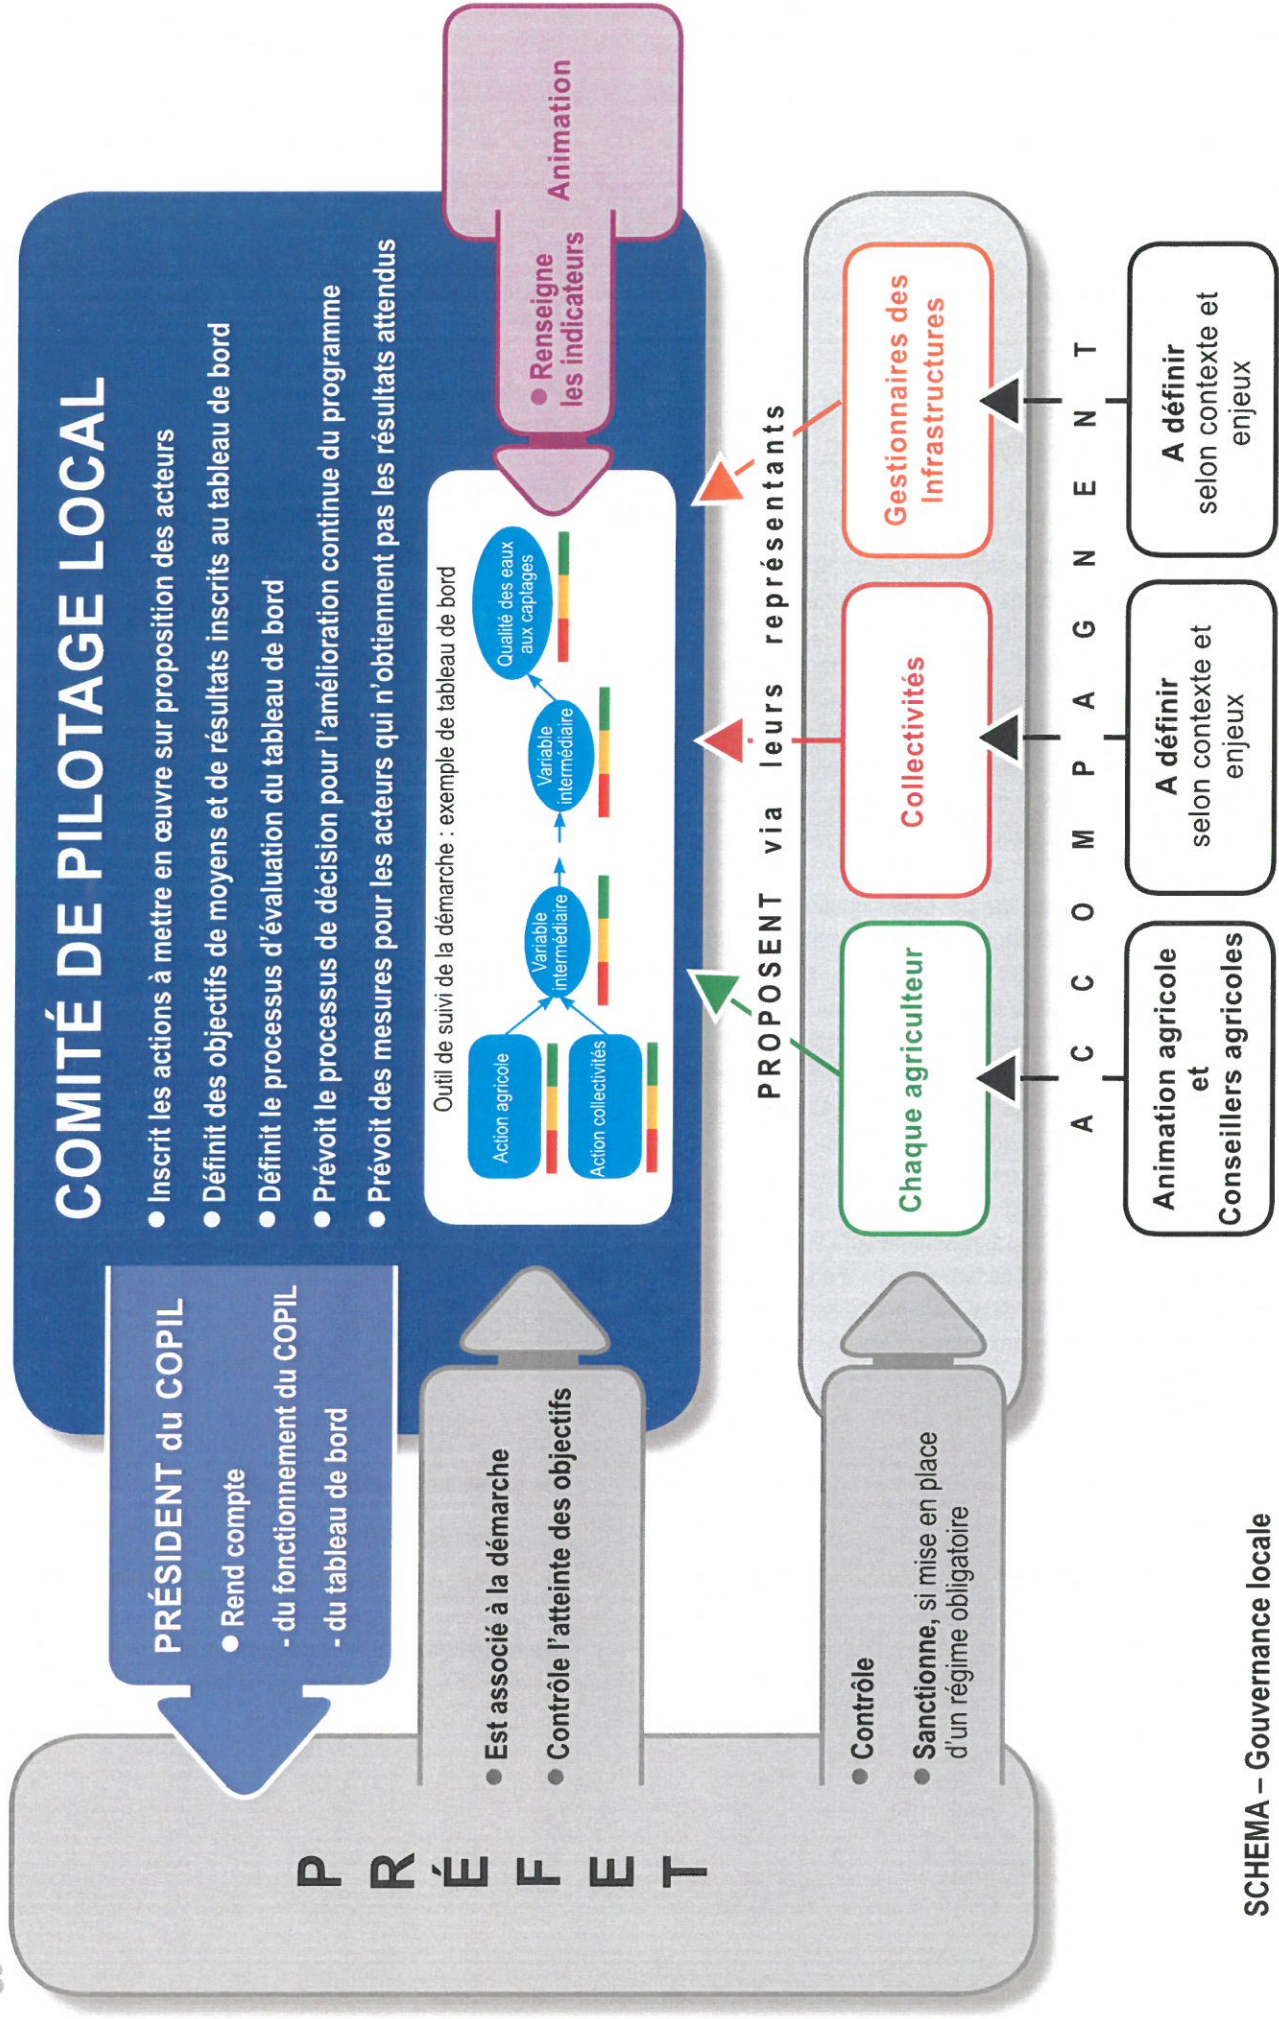 COMITÉ DE PILOTAGE LOCAL
● Inscrit les actions à mettre en œuvre sur proposition des acteurs
● Définit des objectifs de moyens et de résultats inscrits au tableau de bord
● Définit le processus d'évaluation du tableau de bord
● Prévoit le processus de décision pour l'amélioration continue du programme
● Prévoit des mesures pour les acteurs qui n'obtiennent pas les résultats attendus
PRÉSIDENT du COPIL
● Rend compte
- du fonctionnement du COPIL
- du tableau de bord
PRÉFET
● Est associé à la démarche
● Contrôle l'atteinte des objectifs
● Contrôle
● Sanctionne, si mise en place
d'un régime obligatoire
Outil de suivi de la démarche : exemple de tableau de bord
Action agricole
Action collectivités
Variable
intermédiaire
Variable
intermédiaire
Qualité des eaux
aux captages
● Renseigne
les indicateurs
Animation
PROPOSENT via leurs représentants
Chaque agriculteur
Collectivités
Gestionnaires des
Infrastructures
ACCOMPAGNENT
Animation agricole
et
Conseillers agricoles
A définir
selon contexte et
enjeux
A définir
selon contexte et
enjeux
SCHEMA – Gouvernance locale